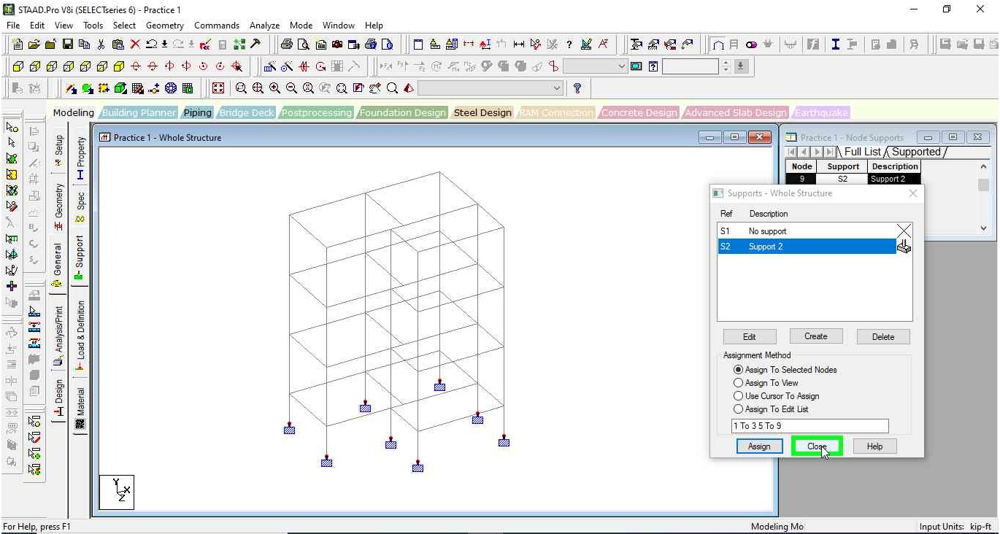 STAAD.Pro V8i (SELECTseries 6) - Practice 1
File Edit View Tools Select Geometry Commands Analyze Mode Window Help
Modeling Building Planner Piping Bridge Deck Postprocessing Foundation Design Steel Design RAM Connection Concrete Design Advanced Slab Design Earthquake
Setup
Geometry
General
Analysis/Print
Design
Property
Spec
Support
Load & Definition
Material
Practice 1 - Whole Structure
Y
X
Z
Practice 1 - Node Supports
Full List Supported
Node Support Description
9 S2 Support 2
Supports - Whole Structure
Ref Description
S1 No support
S2 Support 2
Edit Create Delete
Assignment Method
Assign To Selected Nodes
Assign To View
Use Cursor To Assign
Assign To Edit List
1 To 3 5 To 9
Assign Close Help
For Help, press F1 Modeling Mo Input Units: kip-ft